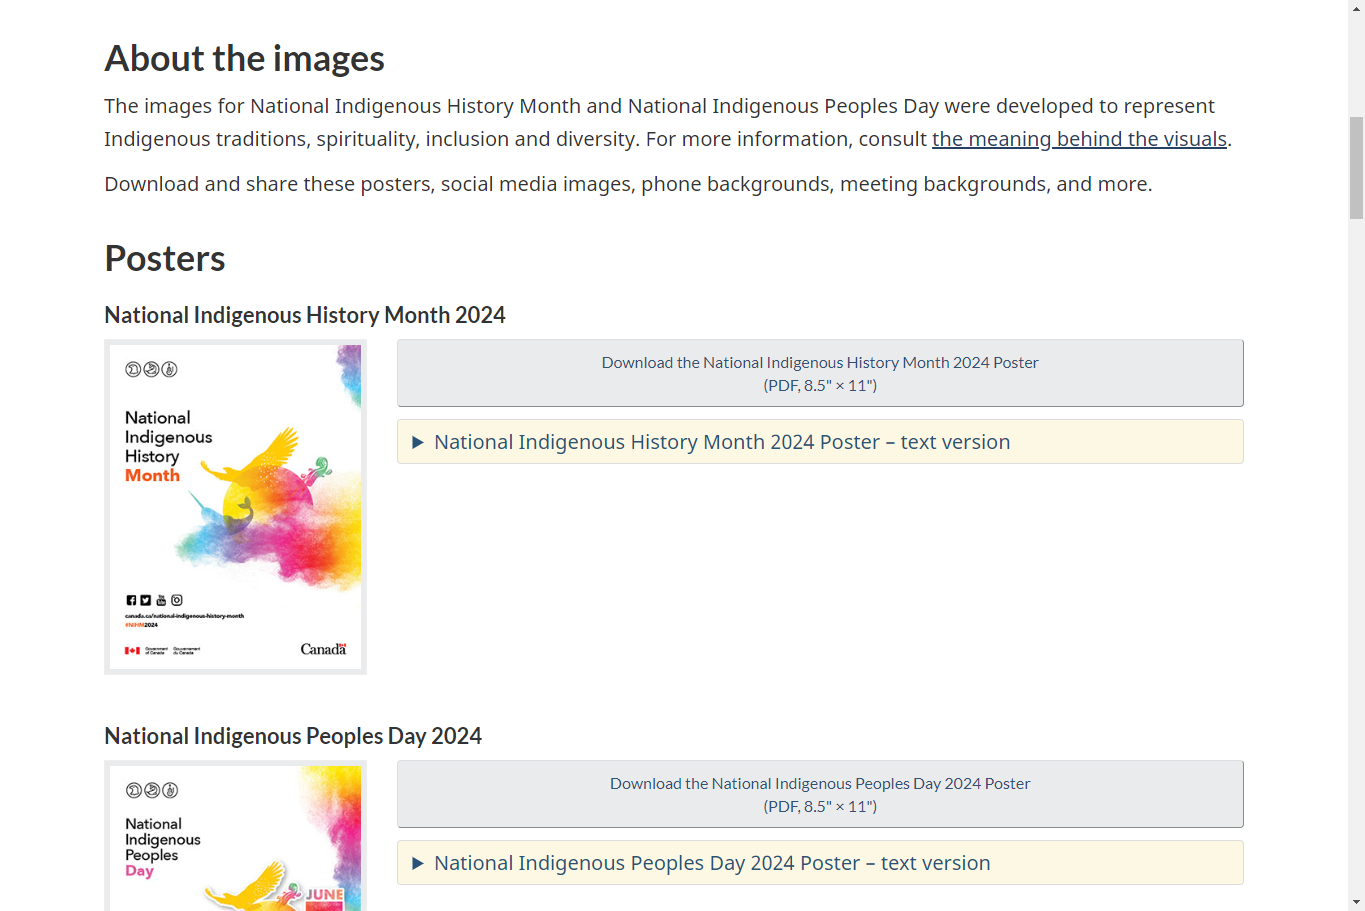 About the images
The images for National Indigenous History Month and National Indigenous Peoples Day were developed to represent
Indigenous traditions, spirituality, inclusion and diversity. For more information, consult the meaning behind the visuals.
Download and share these posters, social media images, phone backgrounds, meeting backgrounds, and more.
Posters
National Indigenous History Month 2024
National
Indigenous
History
Month
canada.ca/national-indigenous-history-month
#NIHM2024
Government
of Canada
Gouvernement
du Canada
Canada
Download the National Indigenous History Month 2024 Poster
(PDF, 8.5" × 11")
National Indigenous History Month 2024 Poster – text version
National Indigenous Peoples Day 2024
National
Indigenous
Peoples
Day
JUNE
Download the National Indigenous Peoples Day 2024 Poster
(PDF, 8.5" × 11")
National Indigenous Peoples Day 2024 Poster – text version